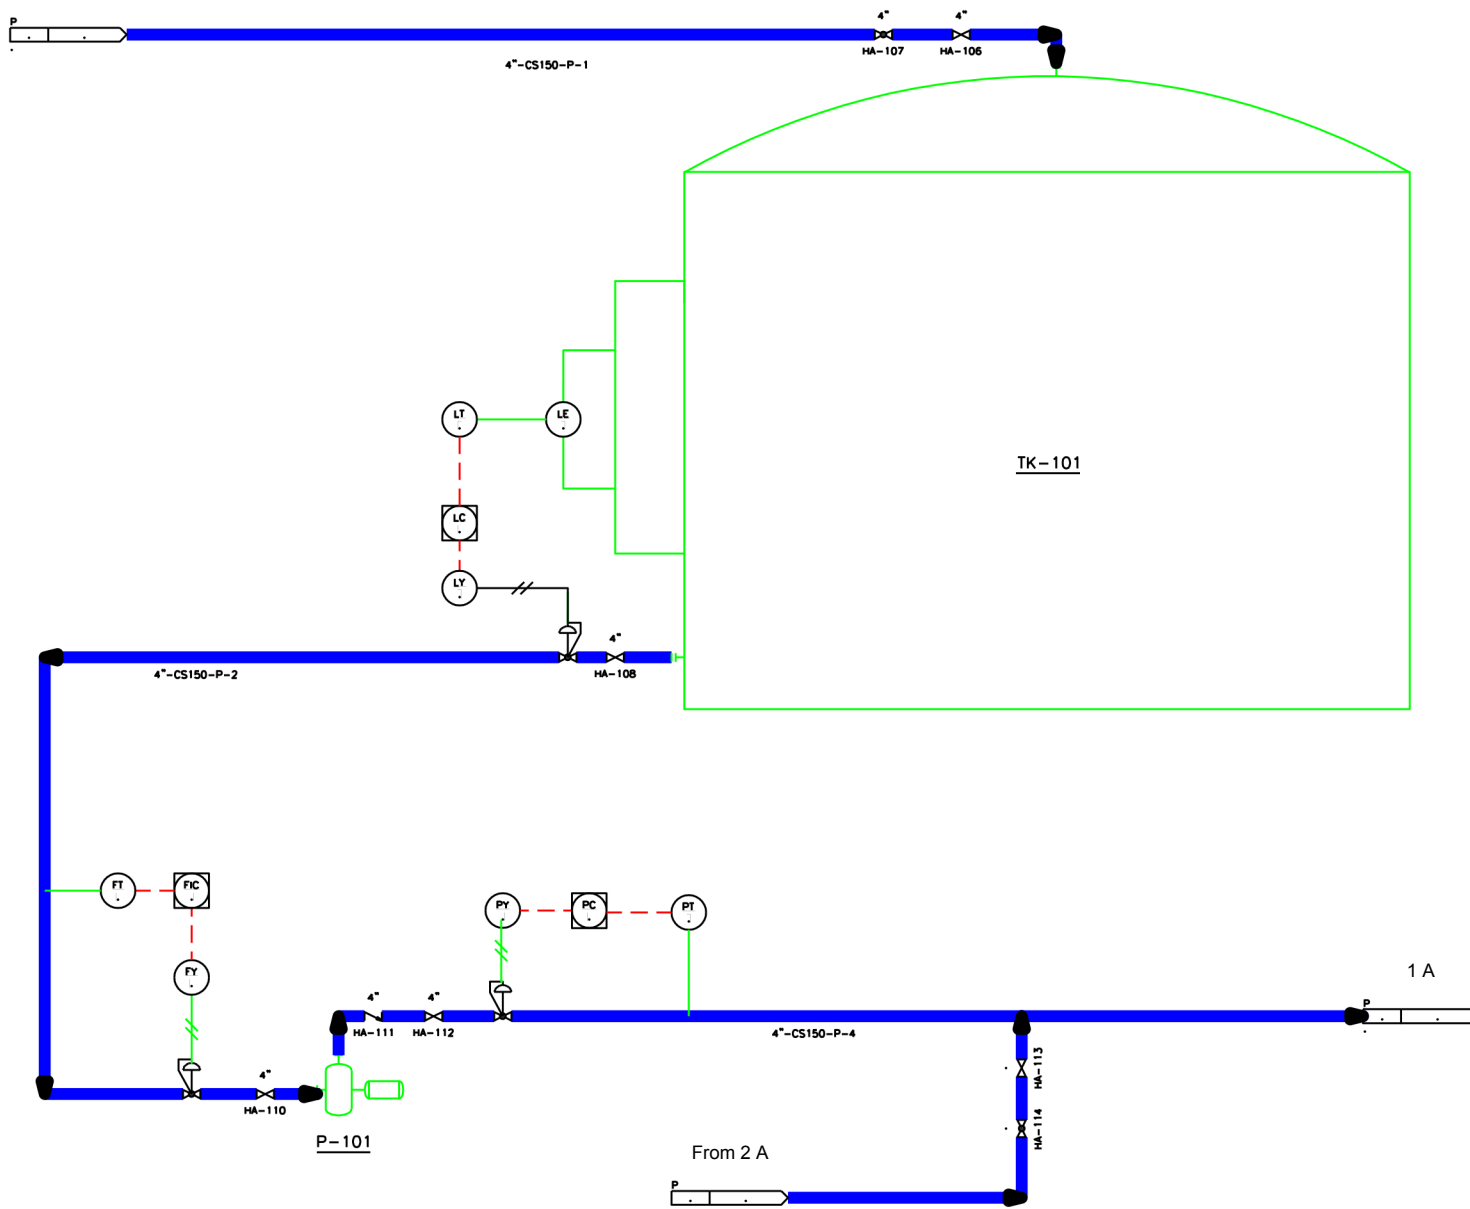 P
4"
4"
HA-107
HA-106
4"-CS150-P-1
LT
LE
TK-101
LC
LY
4"
HA-108
4"-CS150-P-2
FT
FIC
PY
PC
PT
FY
1 A
4"
4"
P
HA-111
HA-112
4"-CS150-P-4
HA-113
4"
HA-110
HA-114
P-101
From 2 A
P